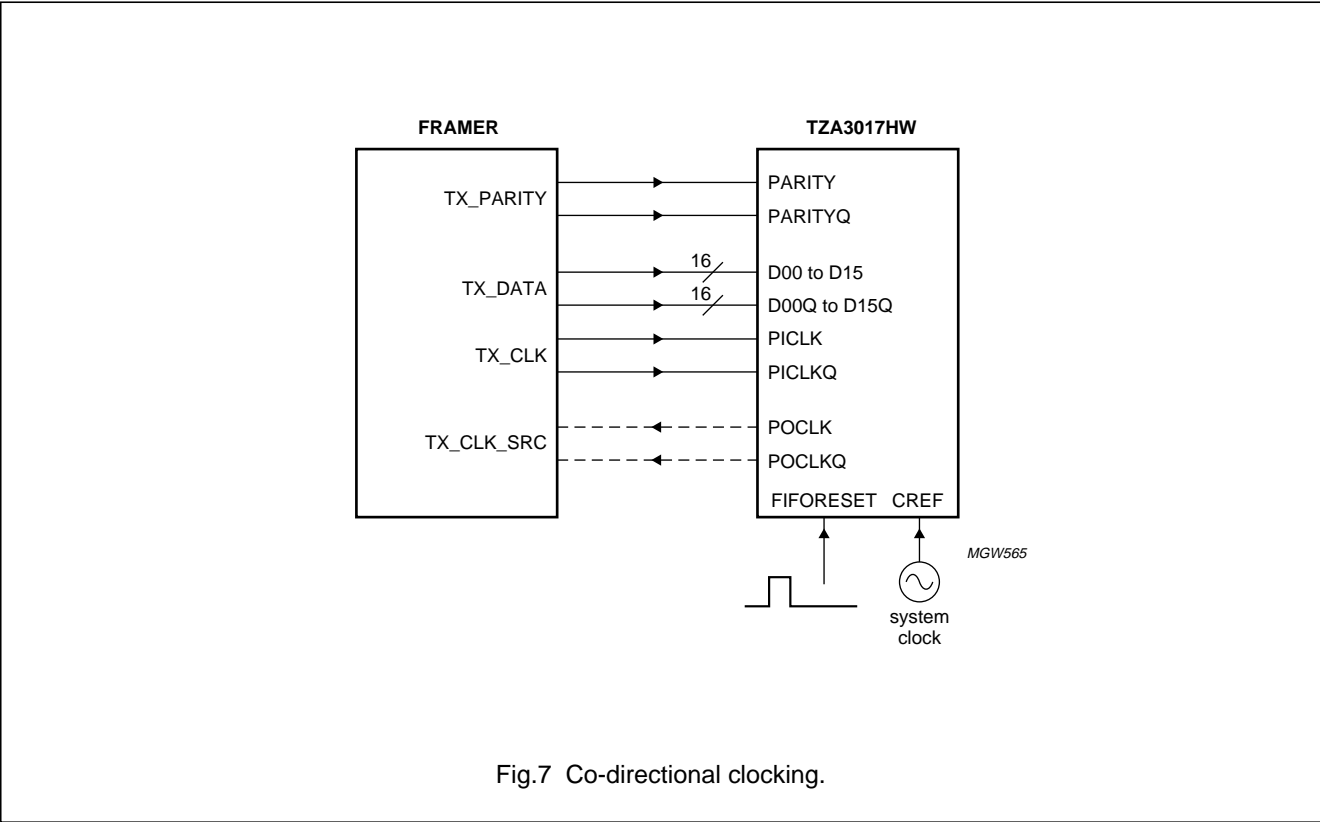 FRAMER
TZA3017HW
TX_PARITY
PARITY
PARITYQ
TX_DATA
16
D00 to D15
16
D00Q to D15Q
TX_CLK
PICLK
PICLKQ
TX_CLK_SRC
POCLK
POCLKQ
FIFORESET CREF
MGW565
system
clock
Fig.7 Co-directional clocking.